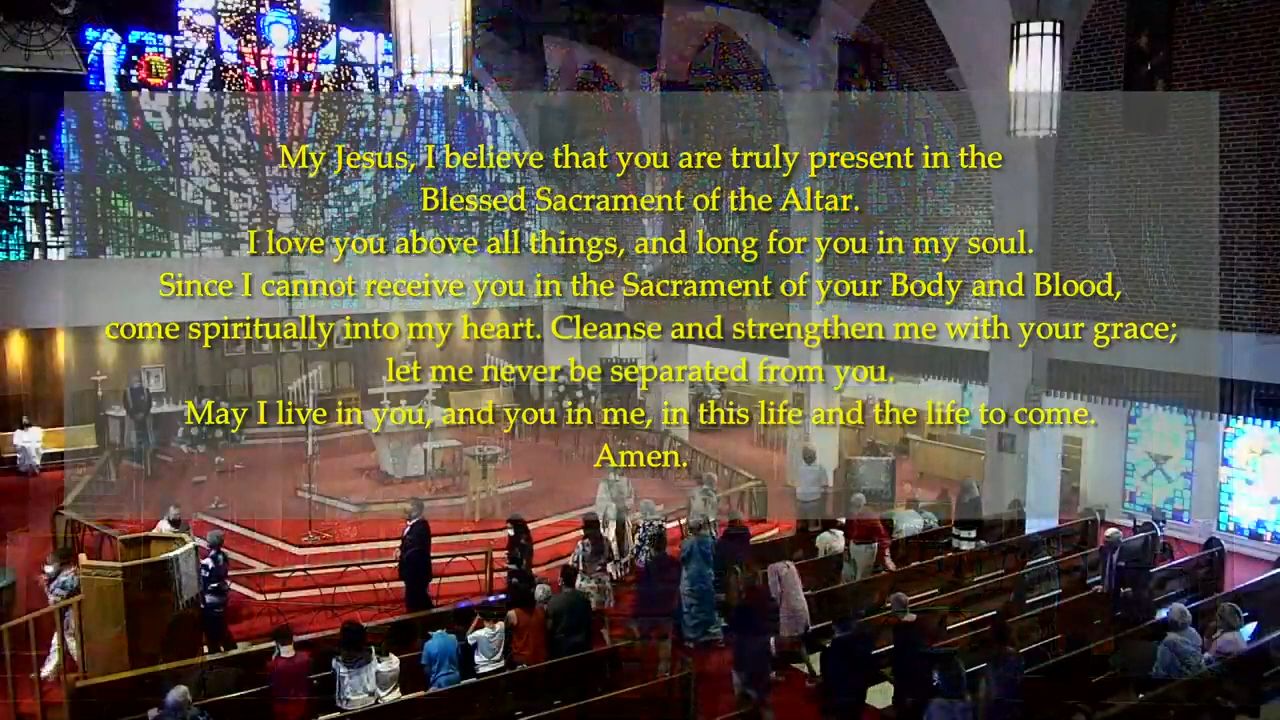 My Jesus, I believe that you are truly present in the
Blessed Sacrament of the Altar.
I love you above all things, and long for you in my soul.
Since I cannot receive you in the Sacrament of your Body and Blood,
come spiritually into my heart. Cleanse and strengthen me with your grace;
let me never be separated from you.
May I live in you, and you in me, in this life and the life to come.
Amen.